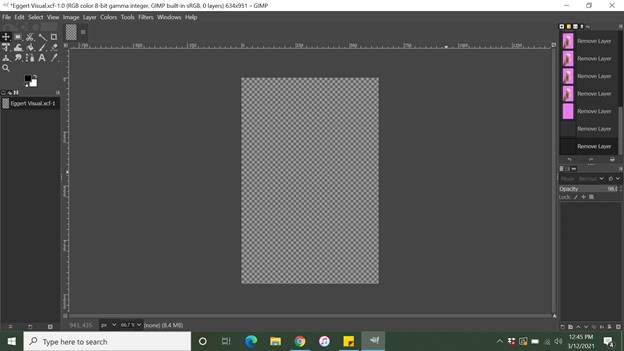 *Eggert Visual.xcf-1.0 (RGB color 8-bit gamma integer, GIMP built-in sRGB, 0 layers) 634x951 – GIMP
File Edit Select View Image Layer Colors Tools Filters Windows Help
Remove Layer
Remove Layer
Remove Layer
Remove Layer
Remove Layer
Remove Layer
Remove Layer
Eggert Visual.xcf-1
Mode Normal
Opacity 98.
Lock:
943, 435 px 66.7 % (none) (8.4 MB)
Type here to search
12:45 PM
3/12/2021
4